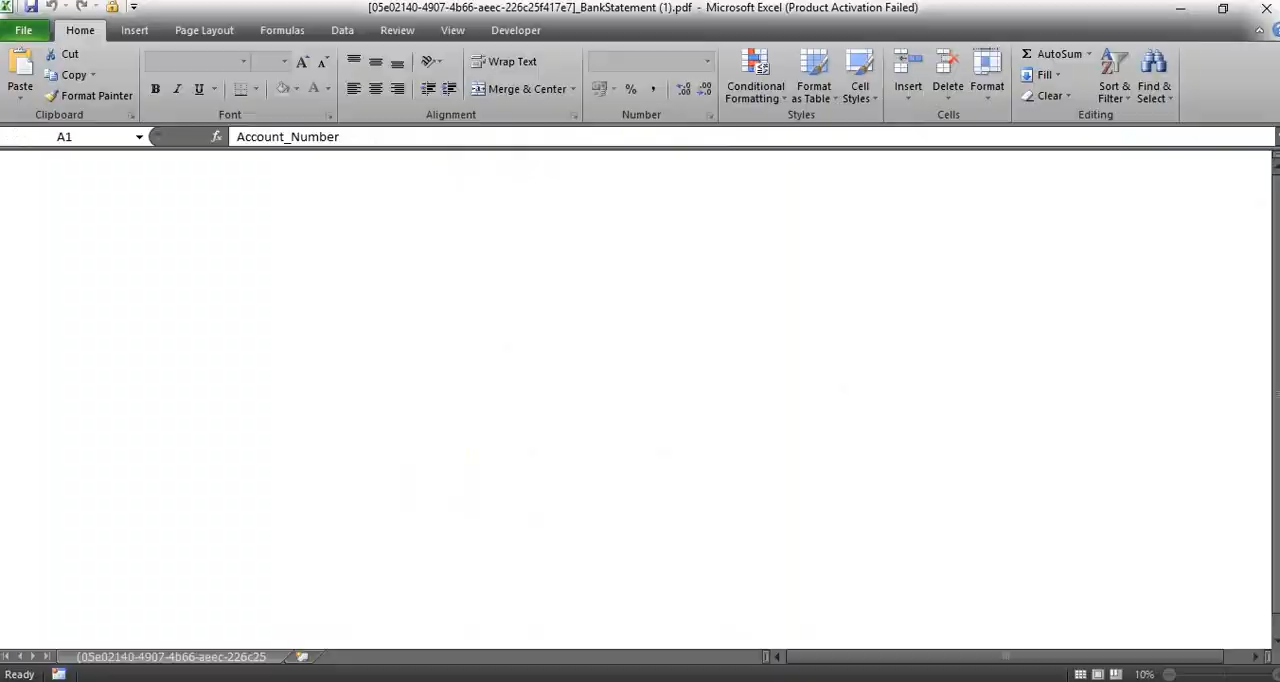 [05e02140-4907-4b66-aeec-226c25f417e7]_BankStatement (1).pdf - Microsoft Excel (Product Activation Failed)
File Home Insert Page Layout Formulas Data Review View Developer
Paste
Cut
Copy
Format Painter
Clipboard
B I U
Font
Wrap Text
Merge & Center
Alignment
% ,
Number
Conditional Formatting
Format as Table
Cell Styles
Styles
Insert Delete Format
Cells
Σ AutoSum
Fill
Clear
Sort & Filter
Find & Select
Editing
A1 fx Account_Number
(05e02140-4907-4b66-aeec-226c25
Ready 10%